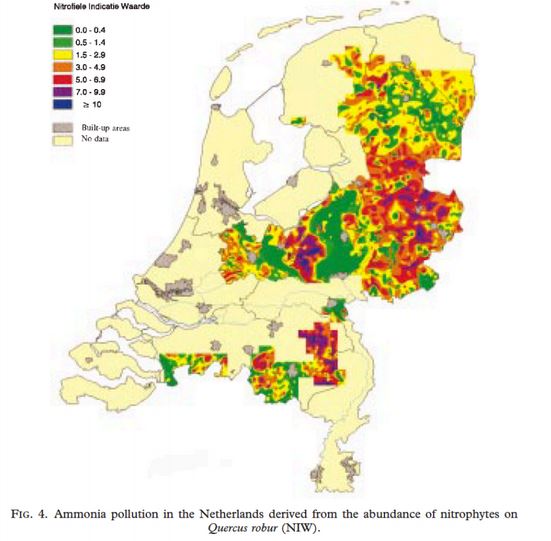 Nitrofiele Indicatie Waarde
0.0 - 0.4
0.5 - 1.4
1.5 - 2.9
3.0 - 4.9
5.0 - 6.9
7.0 - 9.9
≥ 10
Built-up areas
No data
FIG. 4. Ammonia pollution in the Netherlands derived from the abundance of nitrophytes on
Quercus robur (NIW).